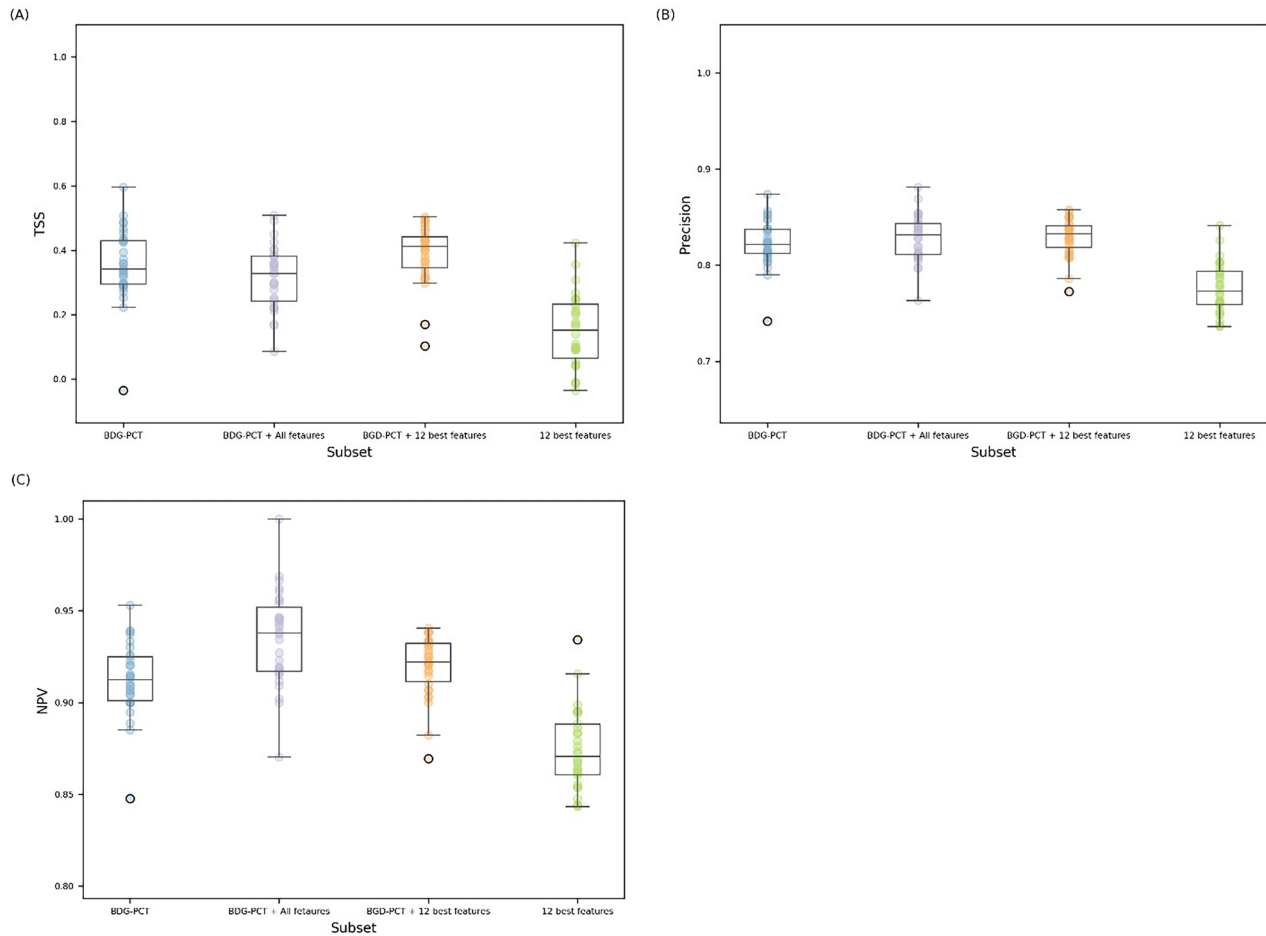 (A)
1.0
0.8
0.6
0.4
0.2
0.0
TSS
BDG-PCT
BDG-PCT + All fetaures
BGD-PCT + 12 best features
12 best features
Subset
(B)
1.0
0.9
0.8
0.7
Precision
BDG-PCT
BDG-PCT + All fetaures
BGD-PCT + 12 best features
12 best features
Subset
(C)
1.00
0.95
0.90
0.85
0.80
NPV
BDG-PCT
BDG-PCT + All fetaures
BGD-PCT + 12 best features
12 best features
Subset